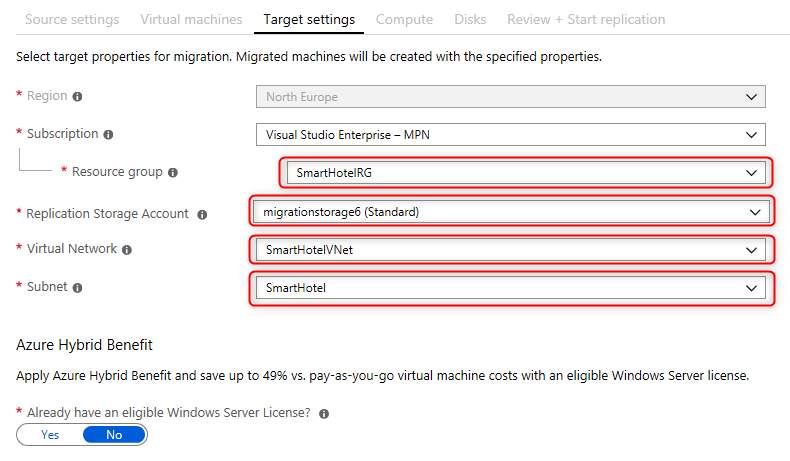 Source settings Virtual machines Target settings Compute Disks Review + Start replication
Select target properties for migration. Migrated machines will be created with the specified properties.
* Region North Europe
* Subscription Visual Studio Enterprise – MPN
* Resource group SmartHotelRG
* Replication Storage Account migrationstorage6 (Standard)
* Virtual Network SmartHotelVNet
* Subnet SmartHotel
Azure Hybrid Benefit
Apply Azure Hybrid Benefit and save up to 49% vs. pay-as-you-go virtual machine costs with an eligible Windows Server license.
* Already have an eligible Windows Server License?
Yes No